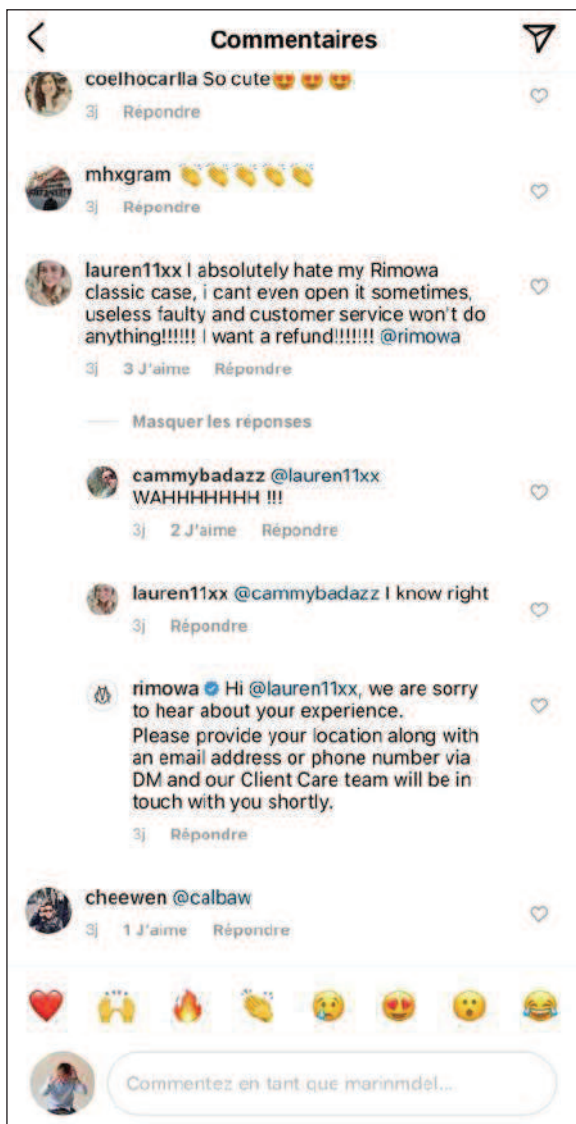 Commentaires
coelhocarlla So cute😍😍😍
3j Répondre
mhxgram 👏👏👏👏👏
3j Répondre
lauren11xx I absolutely hate my Rimowa
classic case, i cant even open it sometimes,
useless faulty and customer service won't do
anything!!!!!! I want a refund!!!!!!! @rimowa
3j 3 J'aime Répondre
Masquer les réponses
cammybadazz @lauren11xx
WAHHHHHHH !!!
3j 2 J'aime Répondre
lauren11xx @cammybadazz I know right
3j Répondre
rimowa Hi @lauren11xx, we are sorry
to hear about your experience.
Please provide your location along with
an email address or phone number via
DM and our Client Care team will be in
touch with you shortly.
3j Répondre
cheewen @calbaw
3j 1 J'aime Répondre
❤️ 🙌 🔥 👏 😢 😍 😮 😂
Commentez en tant que marinmdel...